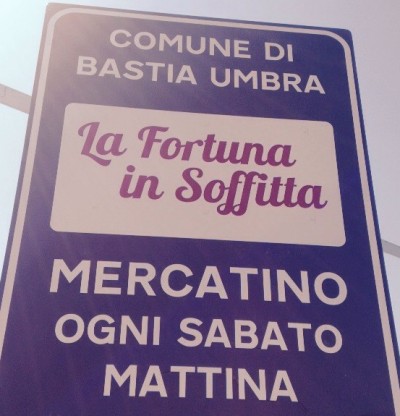 COMUNE DI
BASTIA UMBRA
La Fortuna
in Soffitta
MERCATINO
OGNI SABATO
MATTINA